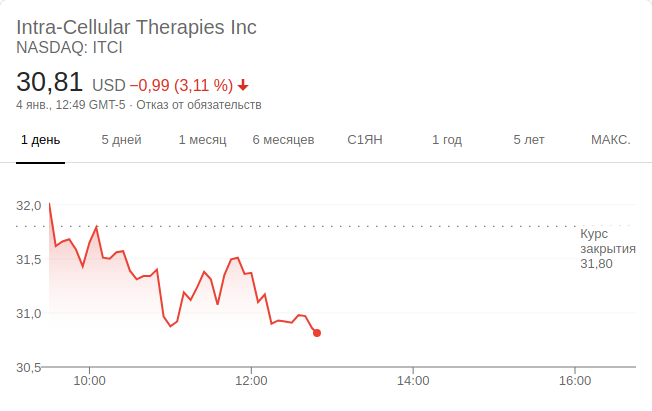 Intra-Cellular Therapies Inc
NASDAQ: ITCI
30,81 USD −0,99 (3,11 %)
4 янв., 12:49 GMT-5 · Отказ от обязательств
1 день 5 дней 1 месяц 6 месяцев С1ЯН 1 год 5 лет МАКС.
32,0
Курс
закрытия
31,80
31,5
31,0
30,5
10:00 12:00 14:00 16:00